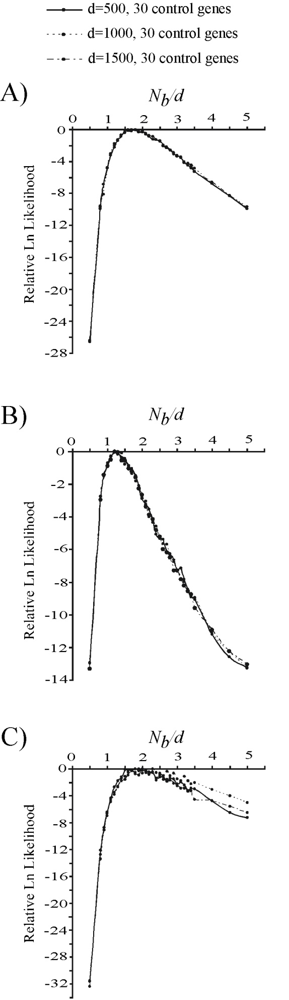 d=500, 30 control genes
d=1000, 30 control genes
d=1500, 30 control genes
A)
N_b/d
0 1 2 3 4 5
0
-4
-8
-12
-16
-20
-24
-28
Relative Ln Likelihood
B)
N_b/d
0 1 2 3 4 5
0
-2
-4
-6
-8
-10
-12
-14
Relative Ln Likelihood
C)
N_b/d
0 1 2 3 4 5
0
-4
-8
-12
-16
-20
-24
-28
-32
Relative Ln Likelihood